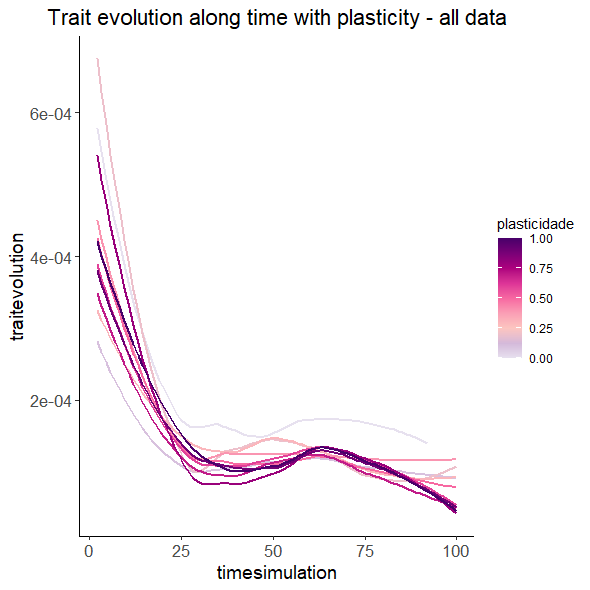 Trait evolution along time with plasticity - all data
6e-04
4e-04
2e-04
traitevolution
0
25
50
75
100
timesimulation
plasticidade
1.00
0.75
0.50
0.25
0.00